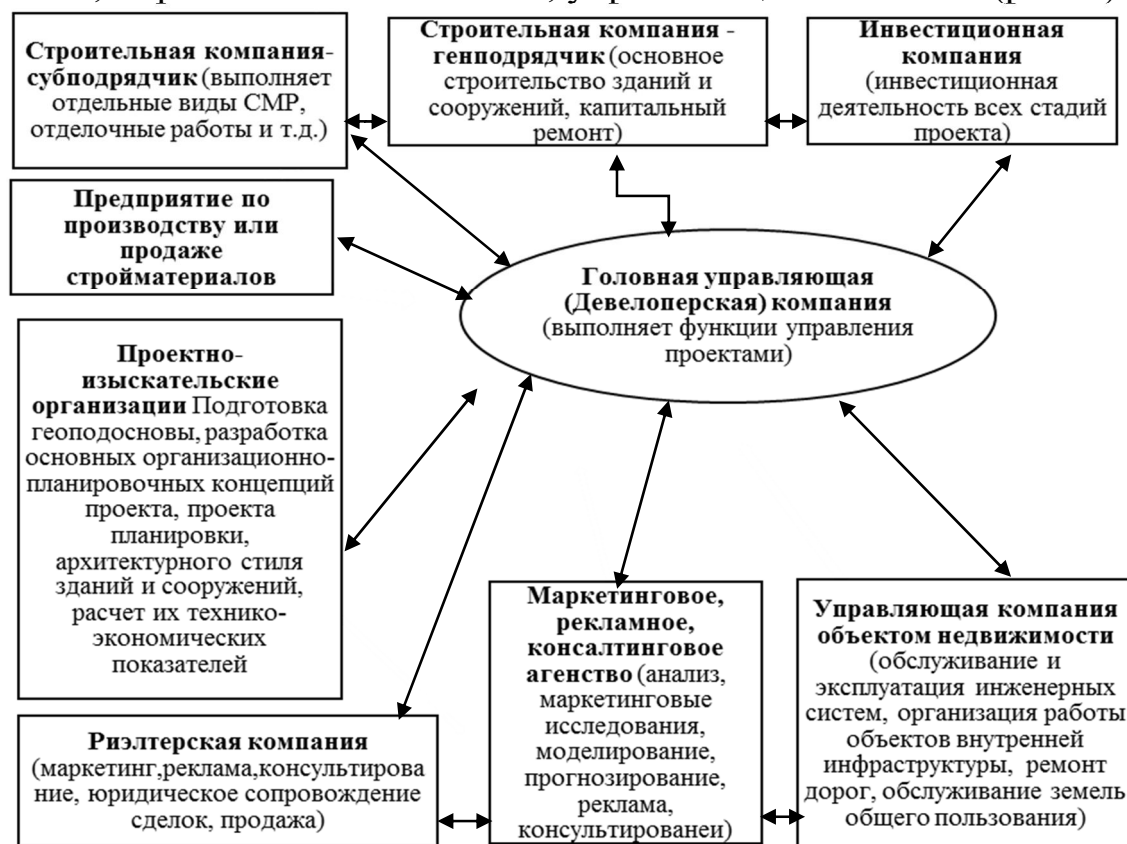 Строительная компания-
субподрядчик (выполняет
отдельные виды СМР,
отделочные работы и т.д.)
Строительная компания -
генподрядчик (основное
строительство зданий и
сооружений, капитальный
ремонт)
Инвестиционная
компания
(инвестиционная
деятельность всех стадий
проекта)
Предприятие по
производству или
продаже
стройматериалов
Головная управляющая
(Девелоперская) компания
(выполняет функции управления
проектами)
Проектно-
изыскательские
организации Подготовка
геоподосновы, разработка
основных организационно-
планировочных концепций
проекта, проекта
планировки,
архитектурного стиля
зданий и сооружений,
расчет их технико-
экономических
показателей
Риэлтерская компания
(маркетинг,реклама,консультирова
ние, юридическое сопровождение
сделок, продажа)
Маркетинговое,
рекламное,
консалтинговое
агенство (анализ,
маркетинговые
исследования,
моделирование,
прогнозирование,
реклама,
консультированеи)
Управляющая компания
объектом недвижимости
(обслуживание и
эксплуатация инженерных
систем, организация работы
объектов внутренней
инфраструктуры, ремонт
дорог, обслуживание земель
общего пользования)